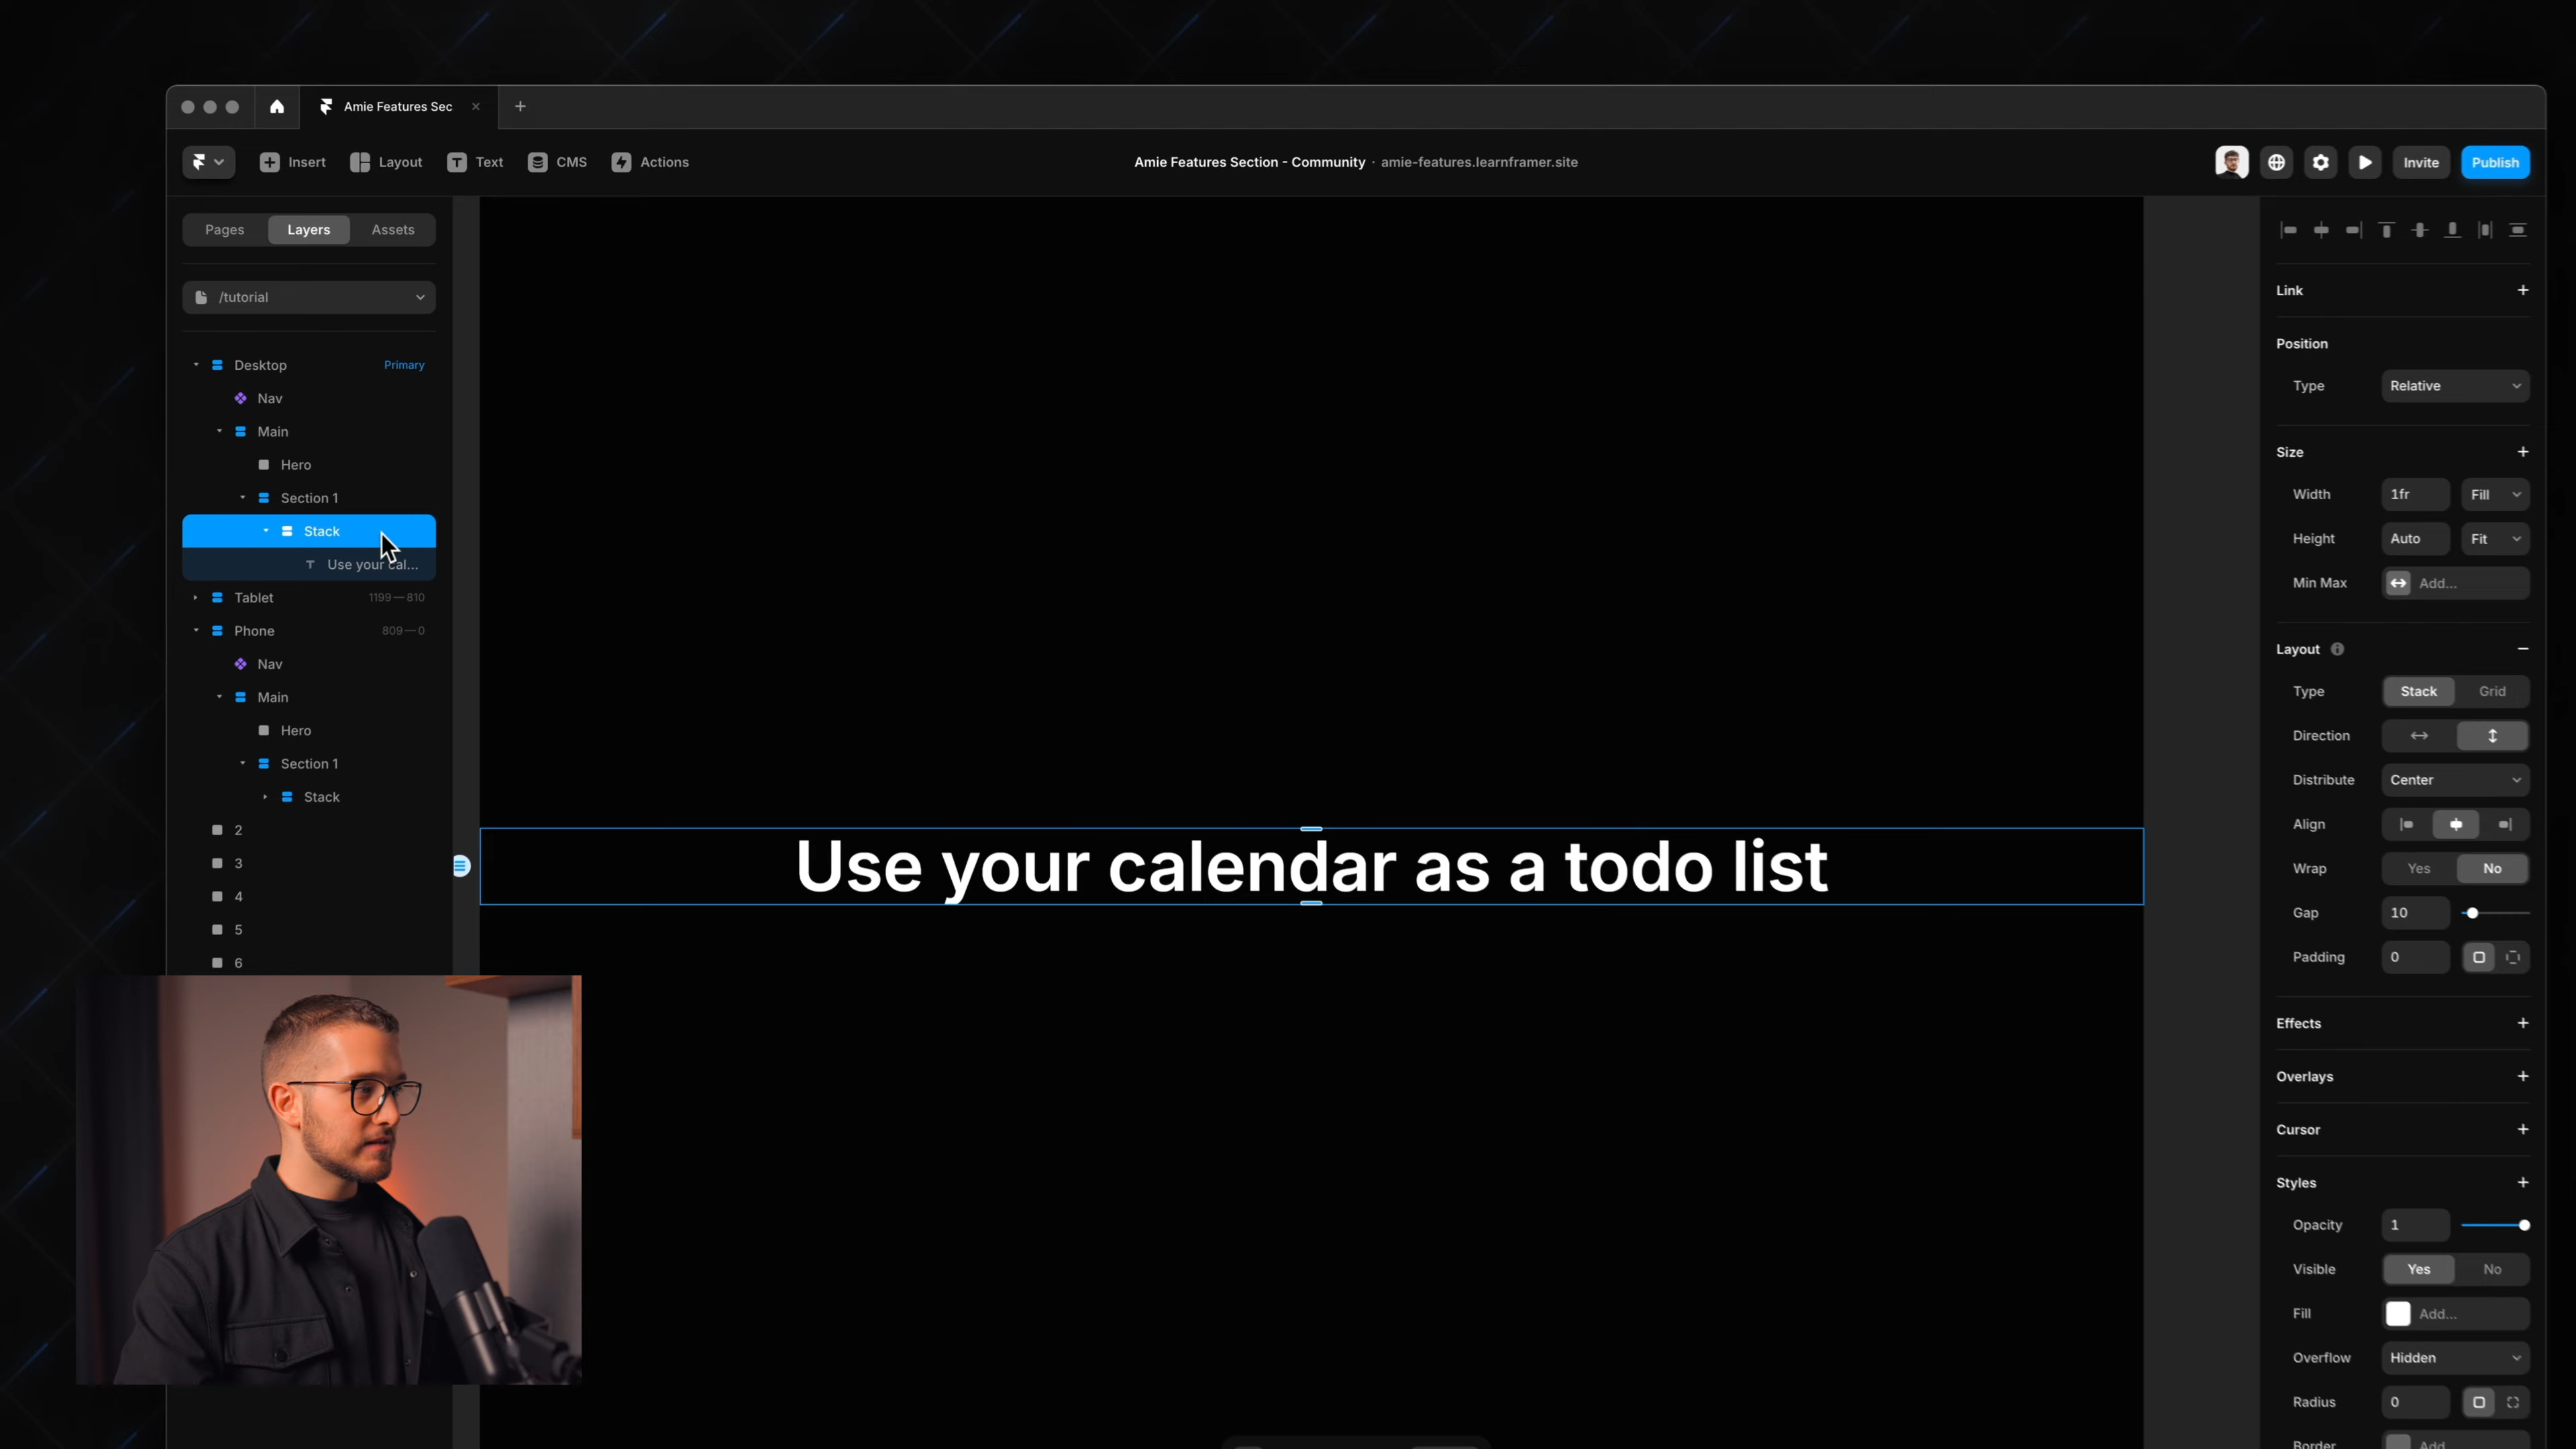 Amie Features Sec
Insert
Layout
Text
CMS
Actions
Amie Features Section - Community · amie-features.learnframer.site
Invite
Publish
Pages
Layers
Assets
/tutorial
Desktop
Primary
Nav
Main
Hero
Section 1
Stack
Use your cal...
Tablet
1199—810
Phone
809—0
Nav
Main
Hero
Section 1
Stack
2
3
4
5
6
Use your calendar as a todo list
Link
Position
Type
Relative
Size
Width
1fr
Fill
Height
Auto
Fit
Min Max
Add...
Layout
Type
Stack
Grid
Direction
Distribute
Center
Align
Wrap
Yes
No
Gap
10
Padding
0
Effects
Overlays
Cursor
Styles
Opacity
1
Visible
Yes
No
Fill
Add...
Overflow
Hidden
Radius
0
Border
Add...